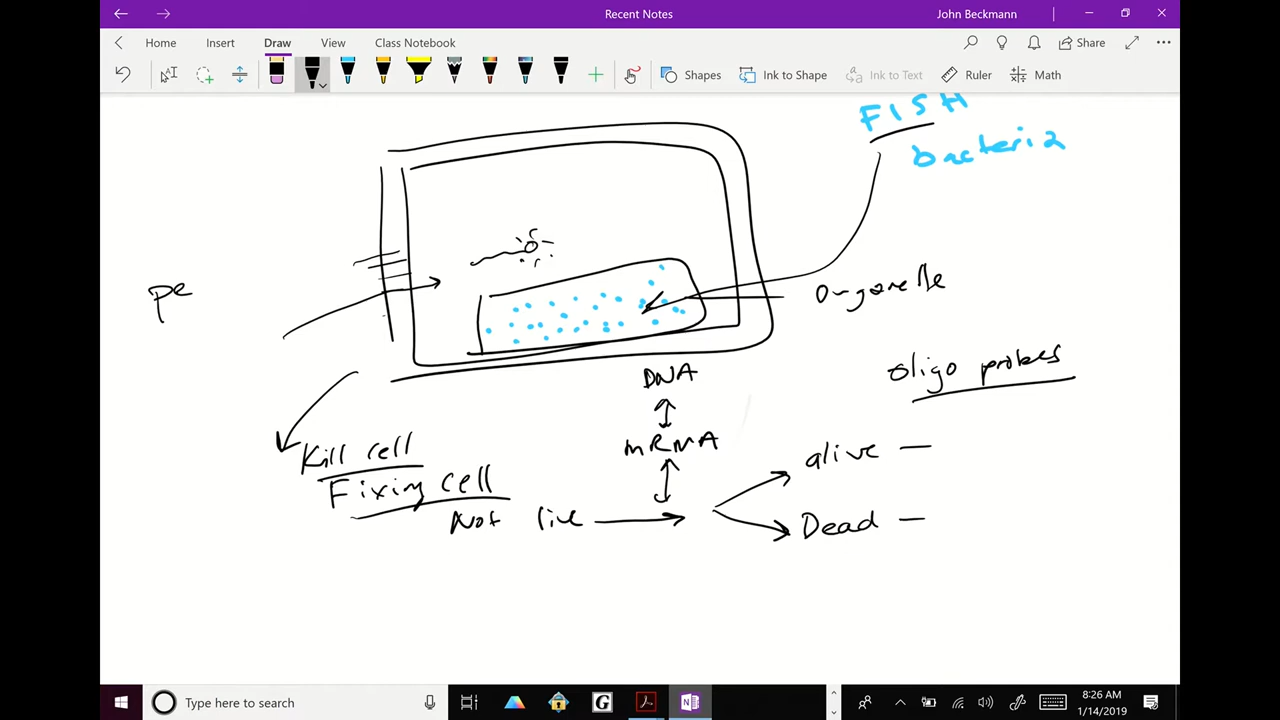 Recent Notes
John Beckmann
Home Insert Draw View Class Notebook
Share
Shapes
Ink to Shape
Ink to Text
Ruler
Math
FISH
bacteria
pe
Organelle
DNA
oligo probes
mRNA
Kill cell
alive —
Fixing cell
Not live
Dead —
Type here to search
8:26 AM
1/14/2019